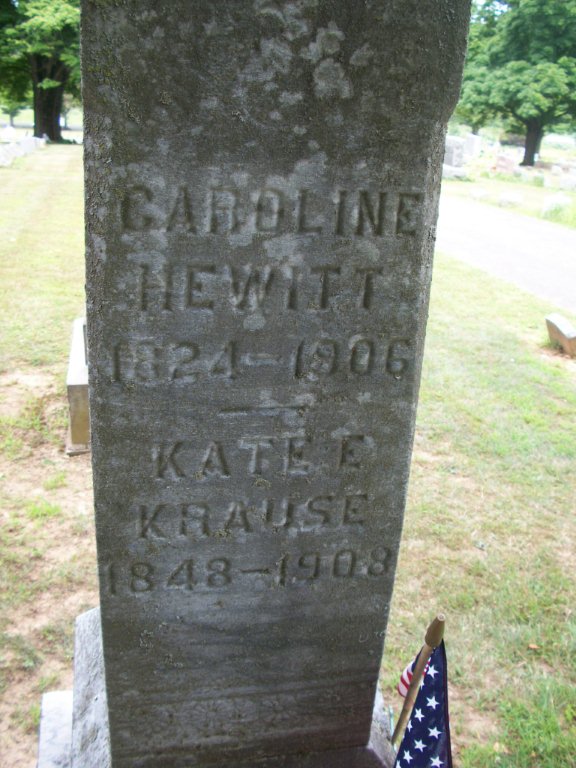 CAROLINE
HEWITT
1824–1906
KATE E
KRAUSE
1848–1908